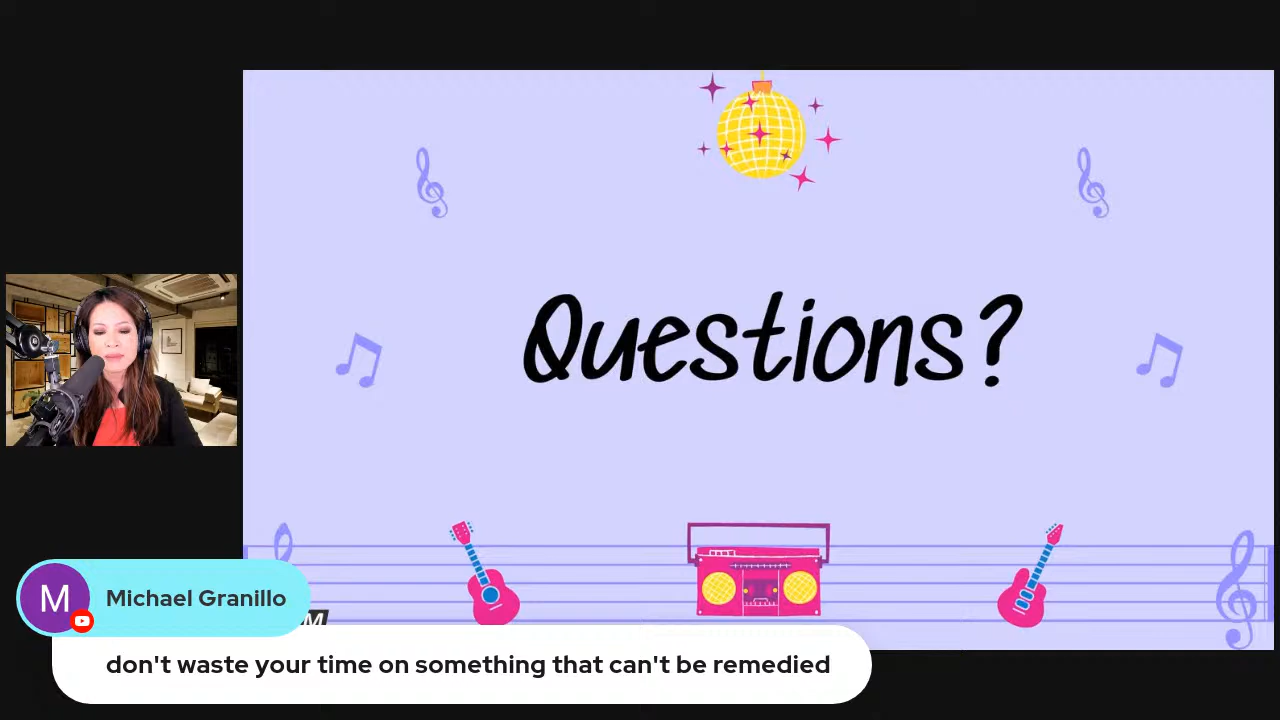 Questions?
M
Michael Granillo
M
don't waste your time on something that can't be remedied